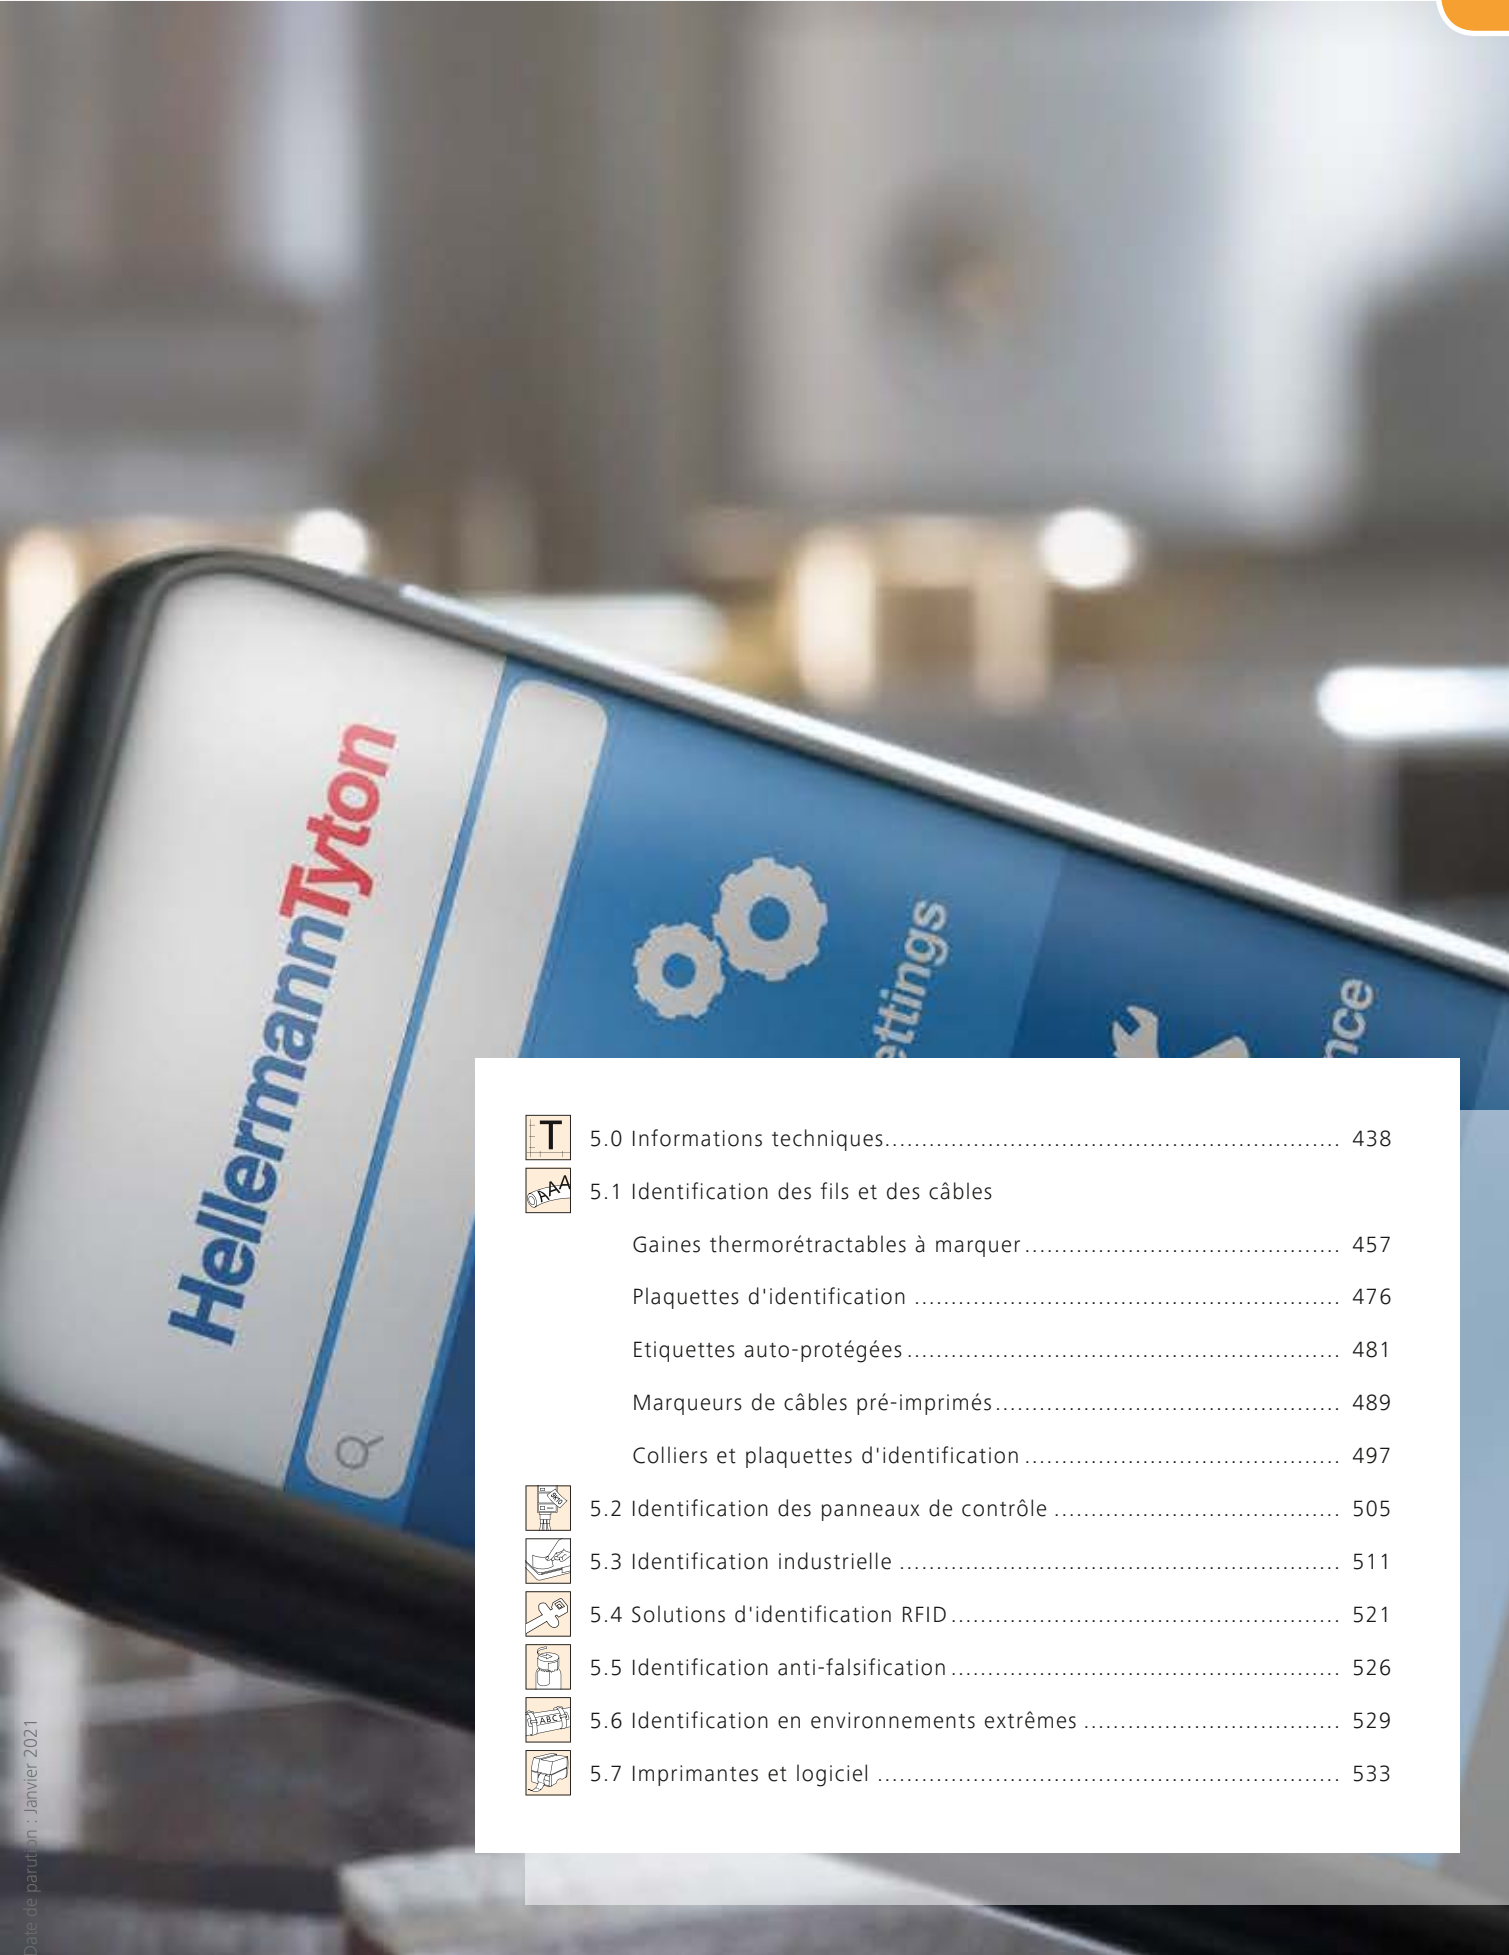 HellermannTyton
ettings
nce
T
5.0 Informations techniques.............................................................. 438
AAA
5.1 Identification des fils et des câbles
Gaines thermorétractables à marquer........................................... 457
Plaquettes d'identification .......................................................... 476
Etiquettes auto-protégées........................................................... 481
Marqueurs de câbles pré-imprimés............................................... 489
Colliers et plaquettes d'identification ........................................... 497
5.2 Identification des panneaux de contrôle ....................................... 505
5.3 Identification industrielle ............................................................ 511
5.4 Solutions d'identification RFID..................................................... 521
5.5 Identification anti-falsification..................................................... 526
ABC
5.6 Identification en environnements extrêmes ................................... 529
5.7 Imprimantes et logiciel ............................................................... 533
Date de parution : Janvier 2021